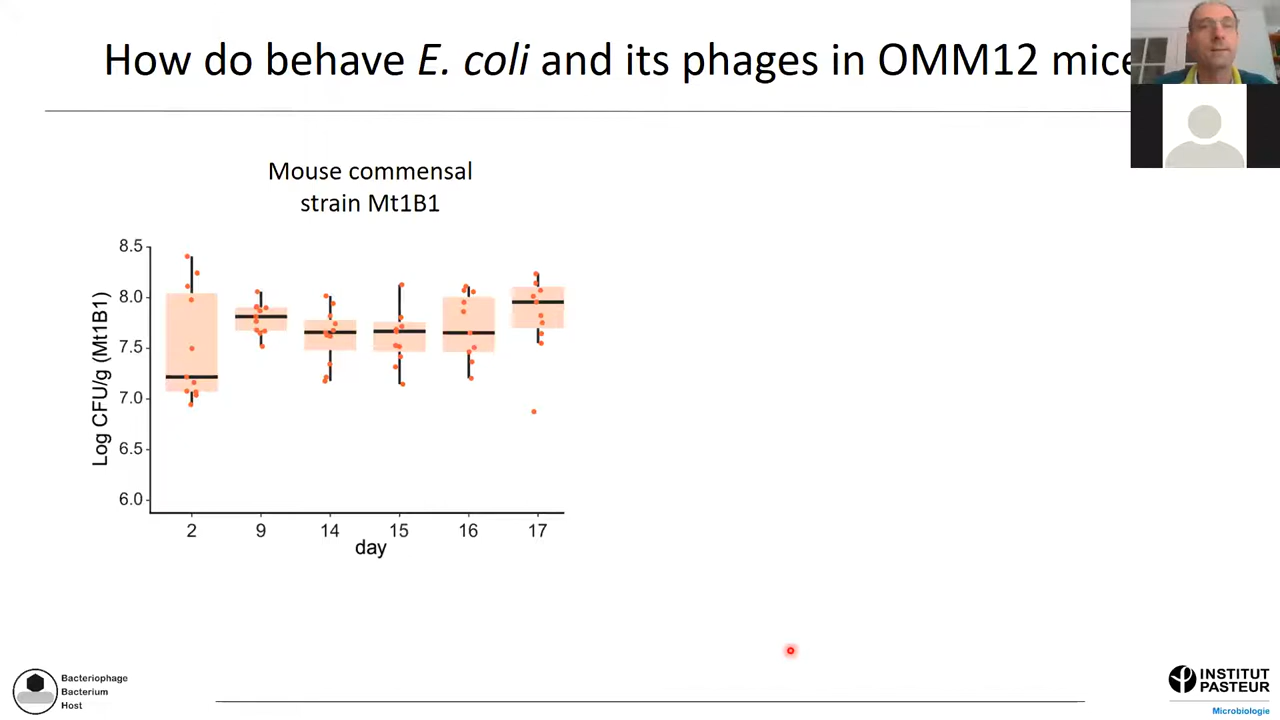 How do behave E. coli and its phages in OMM12 mice
Mouse commensal
strain Mt1B1
Log CFU/g (Mt1B1)
8.5
8.0
7.5
7.0
6.5
6.0
2 9 14 15 16 17
day
Bacteriophage
Bacterium
Host
INSTITUT
PASTEUR
Microbiologie